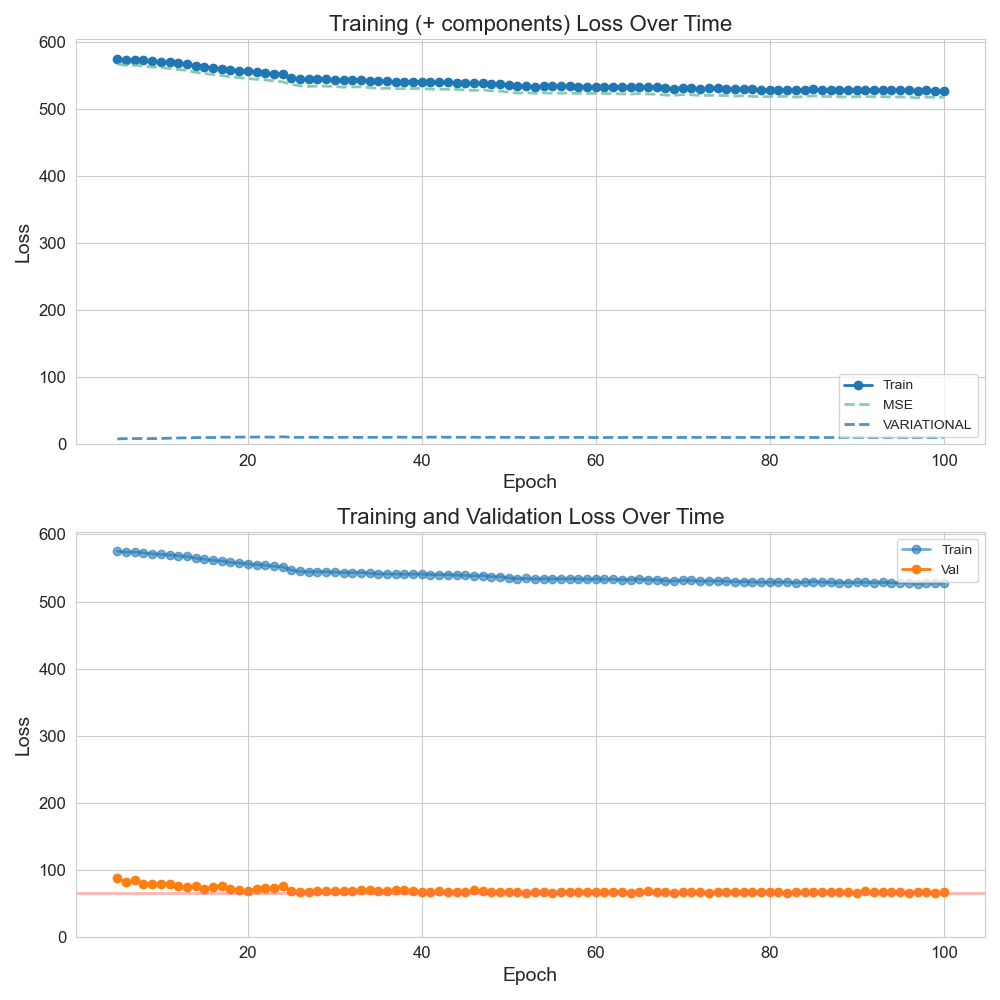 Training (+ components) Loss Over Time
600
500
400
300
200
100
0
Loss
Train
MSE
VARIATIONAL
20 40 60 80 100
Epoch
Training and Validation Loss Over Time
600
500
400
300
200
100
0
Loss
Train
Val
20 40 60 80 100
Epoch